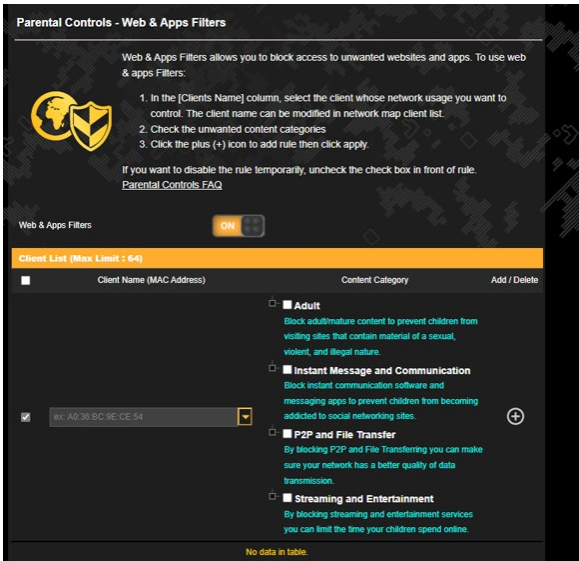 Parental Controls - Web & Apps Filters
Web & Apps Filters allows you to block access to unwanted websites and apps. To use web
& apps Filters:
1. In the [Clients Name] column, select the client whose network usage you want to
control. The client name can be modified in network map client list.
2. Check the unwanted content categories
3. Click the plus (+) icon to add rule then click apply.
If you want to disable the rule temporarily, uncheck the check box in front of rule.
Parental Controls FAQ
Web & Apps Filters ON
Client List (Max Limit : 64)
Client Name (MAC Address) Content Category Add / Delete
Adult
Block adult/mature content to prevent children from
visiting sites that contain material of a sexual,
violent, and illegal nature.
Instant Message and Communication
Block instant communication software and
messaging apps to prevent children from becoming
addicted to social networking sites.
ex: A0:36:BC:9E:CE:54
P2P and File Transfer
By blocking P2P and File Transferring you can make
sure your network has a better quality of data
transmission.
Streaming and Entertainment
By blocking streaming and entertainment services
you can limit the time your children spend online.
No data in table.